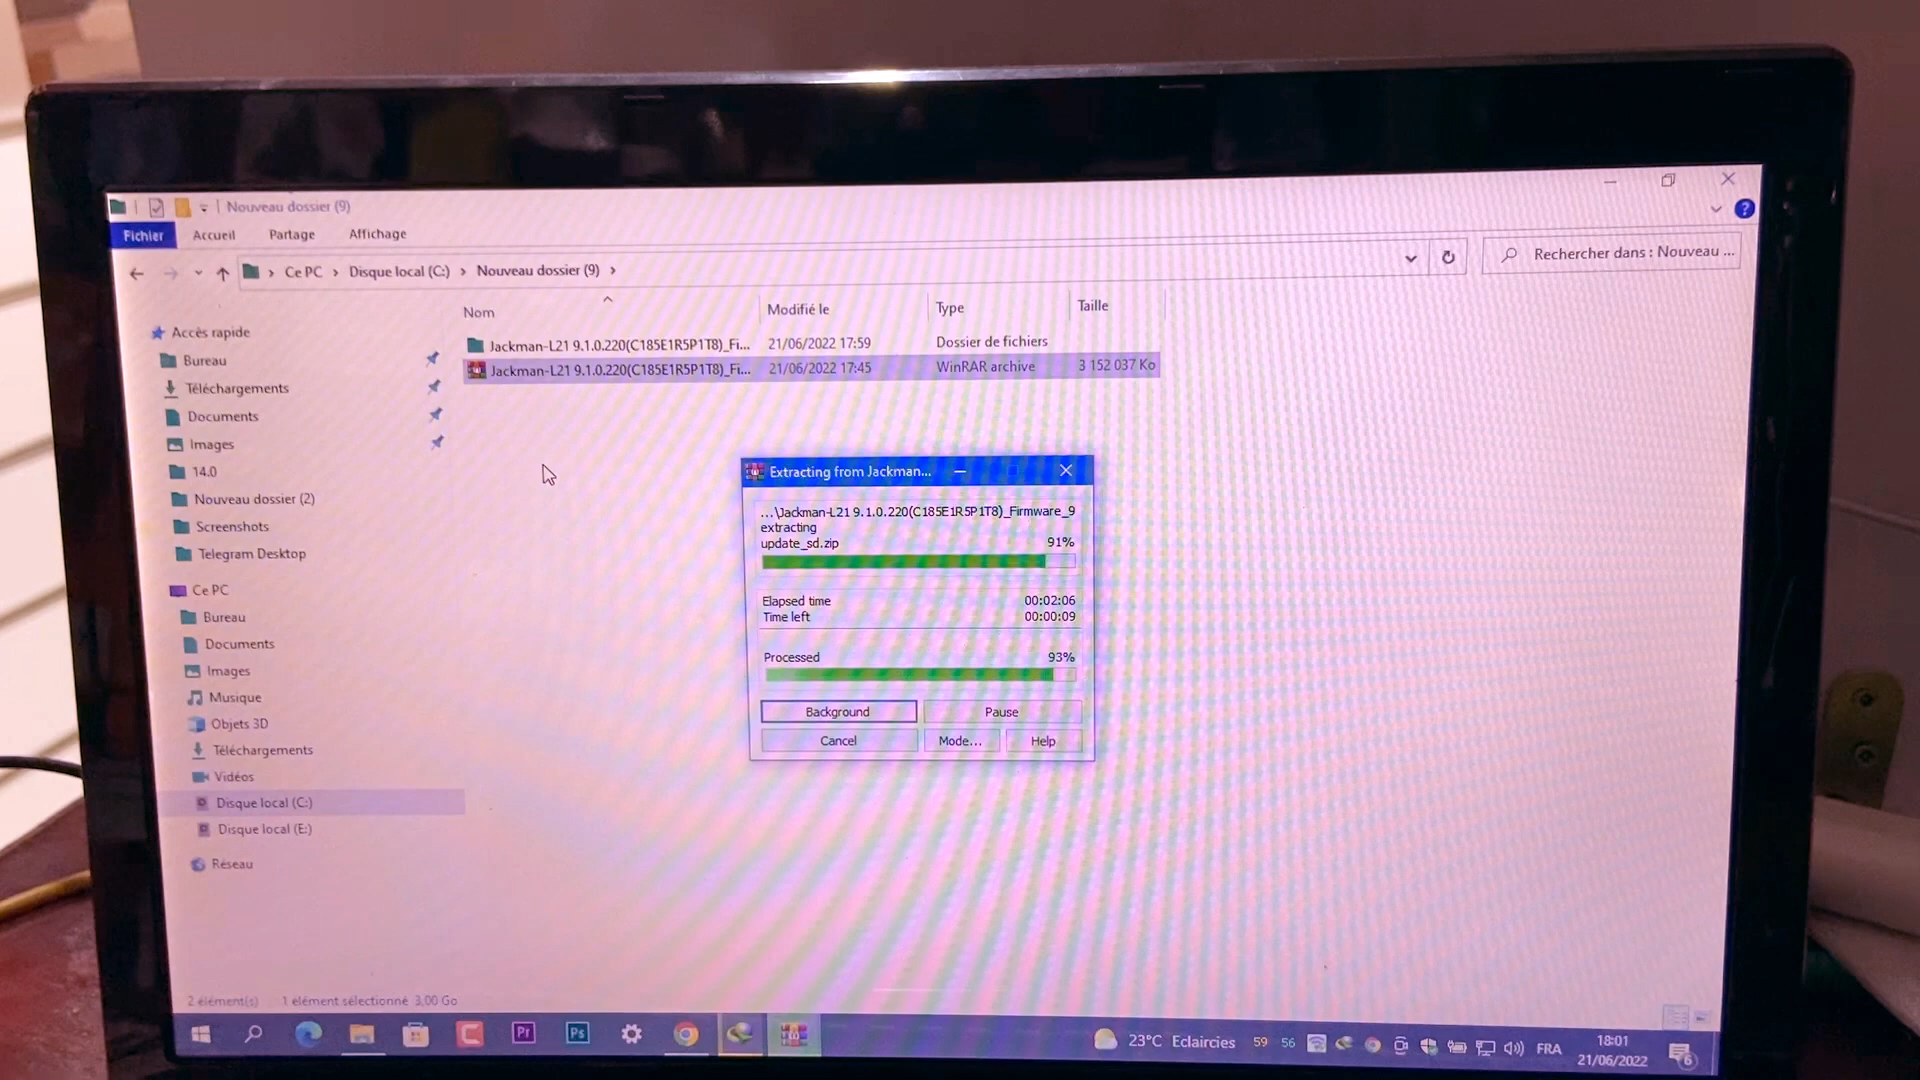 Nouveau dossier (9)
Fichier Accueil Partage Affichage
Ce PC Disque local (C:) Nouveau dossier (9)
Rechercher dans : Nouveau ...
Nom Modifié le Type Taille
Jackman-L21 9.1.0.220(C185E1R5P1T8)_Fi... 21/06/2022 17:59 Dossier de fichiers
Jackman-L21 9.1.0.220(C185E1R5P1T8)_Fi... 21/06/2022 17:45 WinRAR archive 3 152 037 Ko
Accès rapide
Bureau
Téléchargements
Documents
Images
14.0
Nouveau dossier (2)
Screenshots
Telegram Desktop
Ce PC
Bureau
Documents
Images
Musique
Objets 3D
Téléchargements
Vidéos
Disque local (C:)
Disque local (E:)
Réseau
Extracting from Jackman...
...\Jackman-L21 9.1.0.220(C185E1R5P1T8)_Firmware_9
extracting
update_sd.zip 91%
Elapsed time 00:02:06
Time left 00:00:09
Processed 93%
Background Pause
Cancel Mode... Help
2 élément(s) 1 élément sélectionné 3,00 Go
Pr Ps
23°C Eclaircies 59 56 FRA
18:01
21/06/2022
6